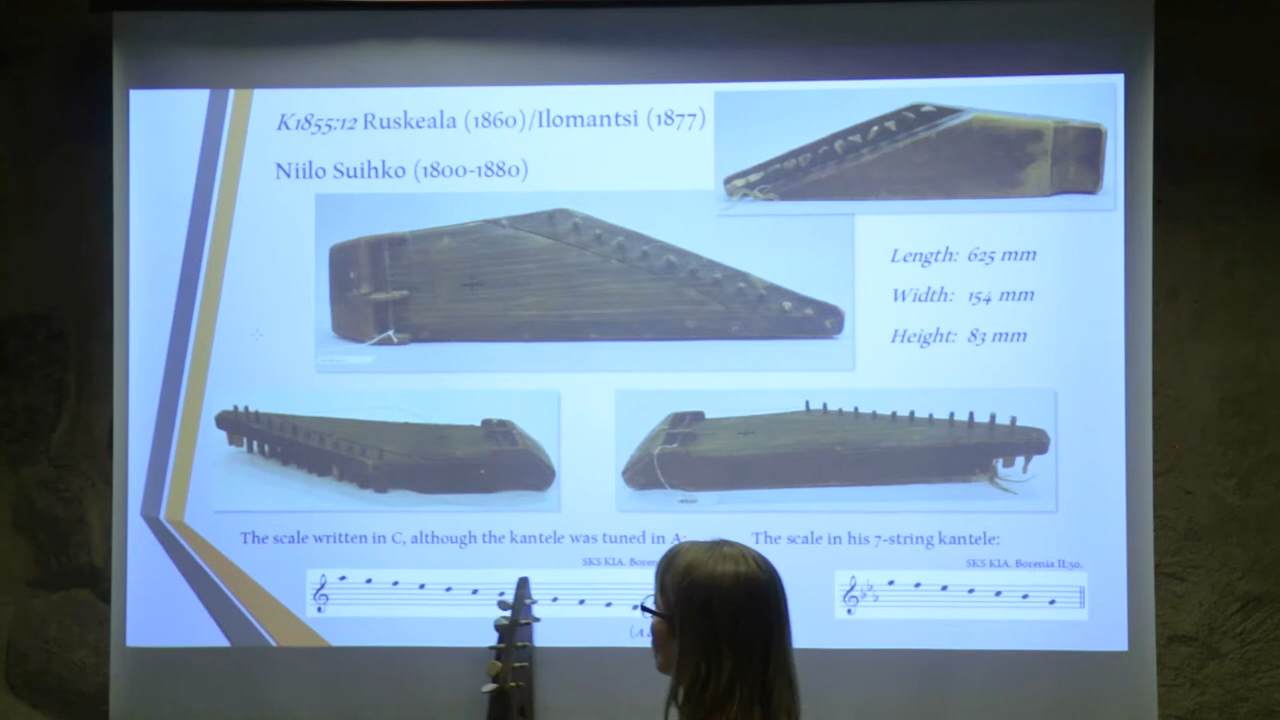 K1855:12 Ruskeala (1860)/Ilomantsi (1877)
Niilo Suihko (1800-1880)
Length: 625 mm
Width: 154 mm
Height: 83 mm
The scale written in C, although the kantele was tuned in A:
SKS KIA.
The scale in his 7-string kantele:
SKS KIA. Borenia II:50.